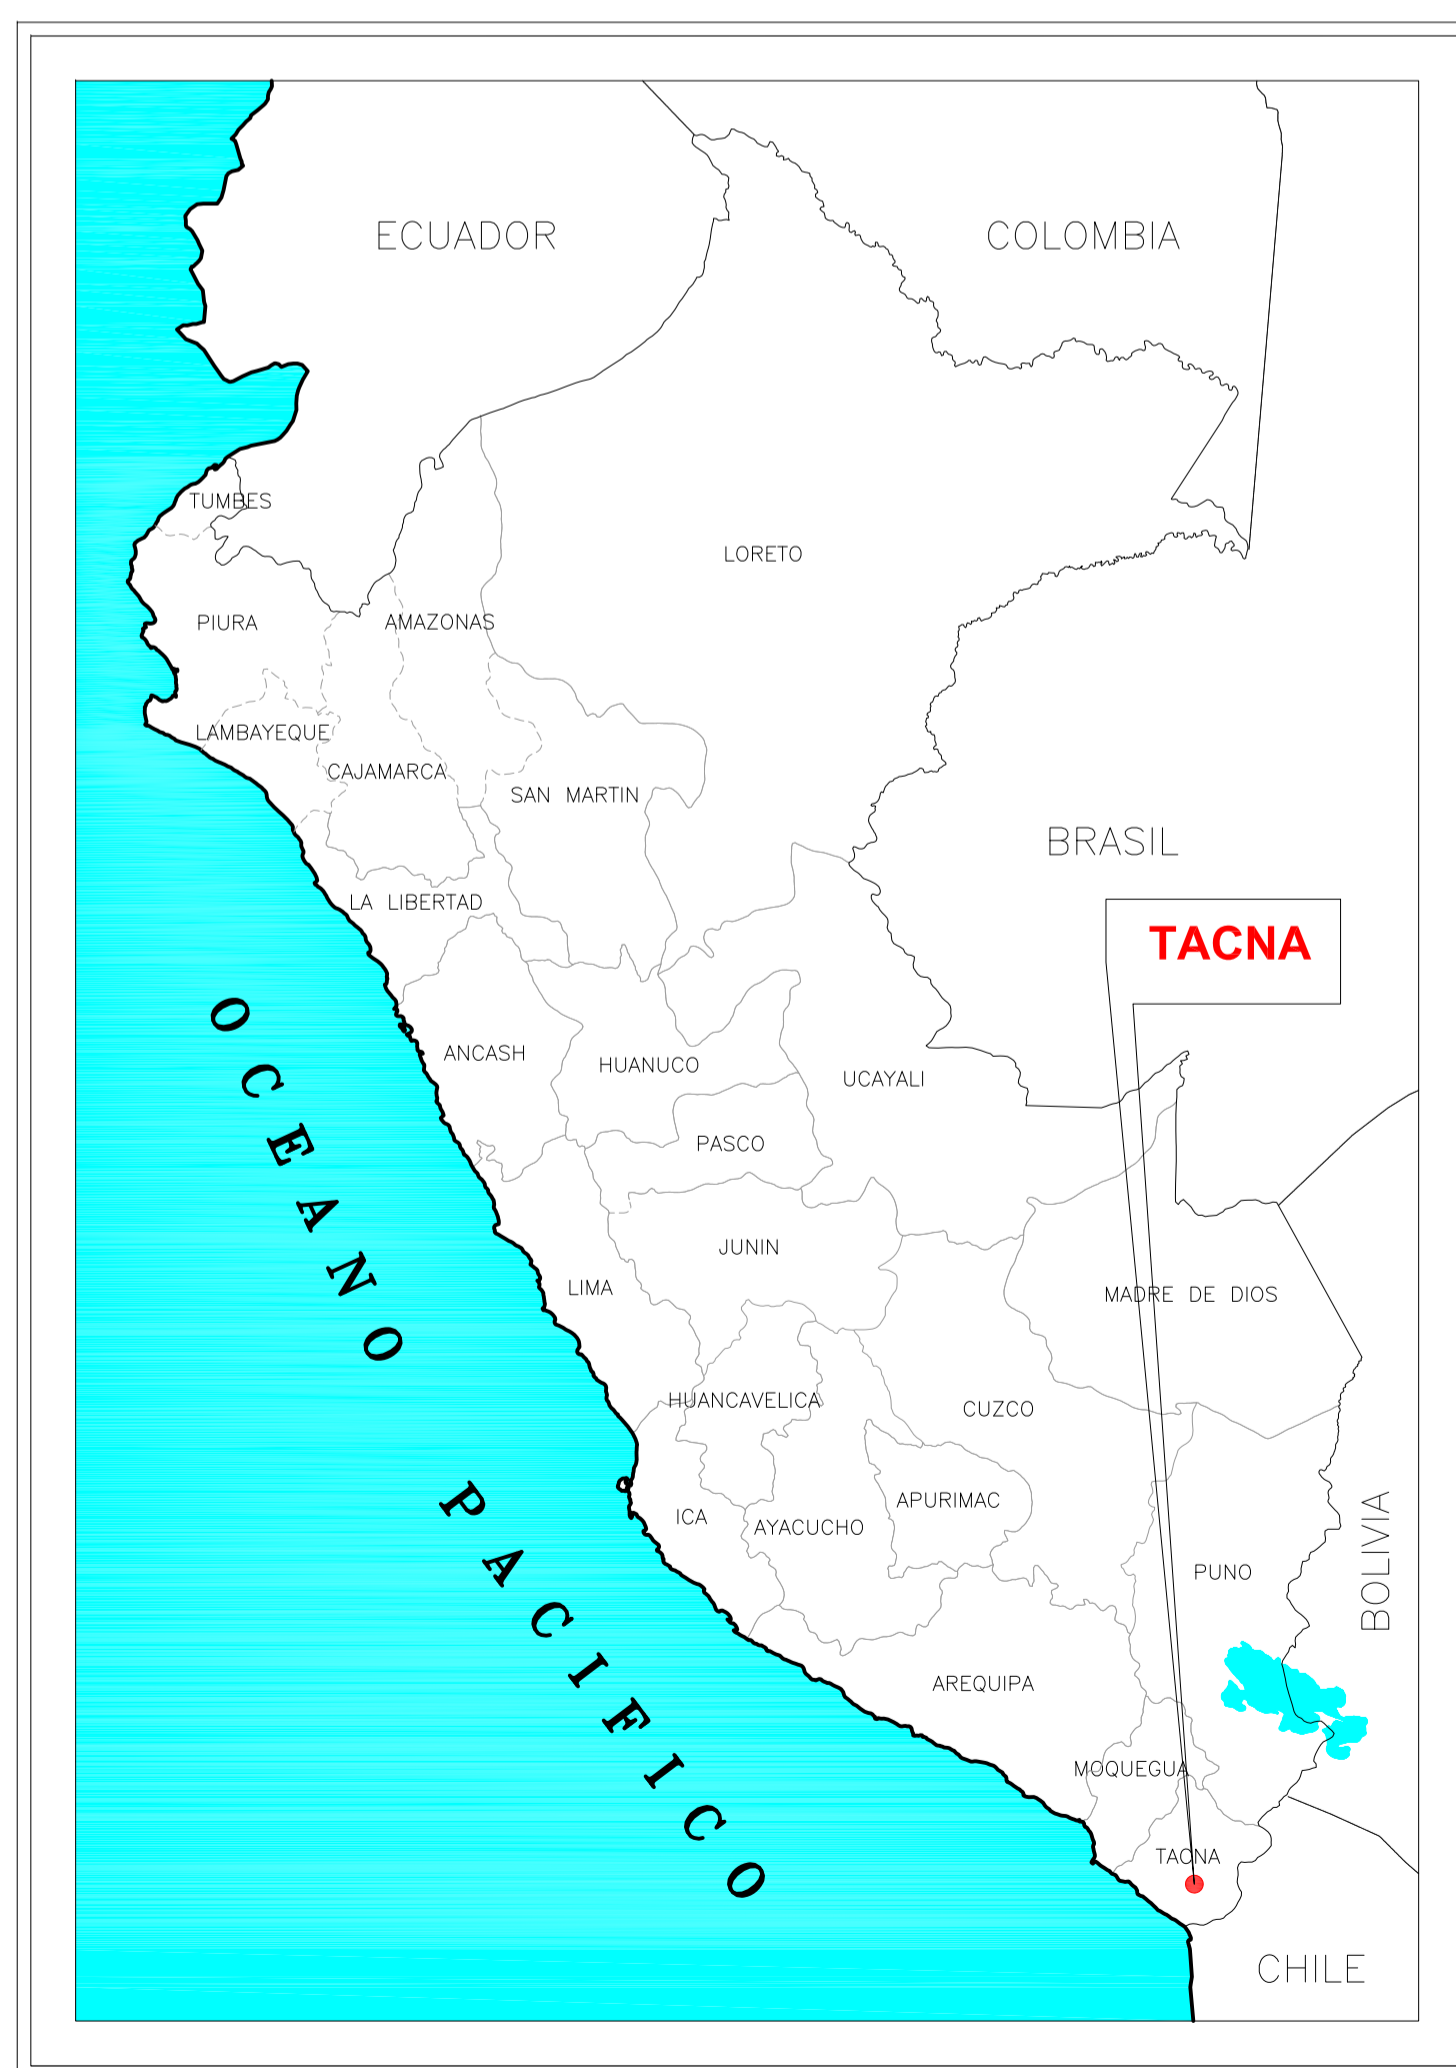 ECUADOR
COLOMBIA
TUMBES
LORETO
PIURA
AMAZONAS
LAMBAYEQUE
CAJAMARCA
SAN MARTIN
BRASIL
LA LIBERTAD
TACNA
ANCASH
HUANUCO
UCAYALI
PASCO
JUNIN
LIMA
MADRE DE DIOS
HUANCAVELICA
CUZCO
APURIMAC
ICA
AYACUCHO
PUNO
BOLIVIA
AREQUIPA
MOQUEGUA
TACNA
CHILE
OCEANO PACIFICO